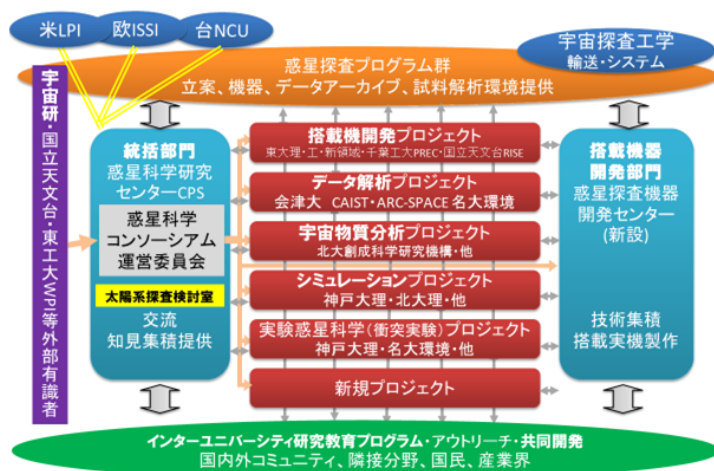 米LPI
欧ISSI
台NCU
宇宙探査工学
輸送・システム
惑星探査プログラム群
立案、機器、データアーカイブ、試料解析環境提供
宇宙研・国立天文台・東工大WPI等外部有識者
統括部門
惑星科学研究
センターCPS
惑星科学
コンソーシアム
運営委員会
太陽系探査検討室
交流
知見集積提供
搭載機開発プロジェクト
東大理・工・新領域・千葉工大PREC・国立天文台RISE
データ解析プロジェクト
会津大 CAIST・ARC-SPACE 名大環境
宇宙物質分析プロジェクト
北大創成科学研究機構・他
シミュレーションプロジェクト
神戸大理・北大理・他
実験惑星科学(衝突実験)プロジェクト
神戸大理・名大環境・他
新規プロジェクト
搭載機器
開発部門
惑星探査機器
開発センター
(新設)
技術集積
搭載実機製作
インターユニバーシティ研究教育プログラム・アウトリーチ・共同開発
国内外コミュニティ、隣接分野、国民、産業界